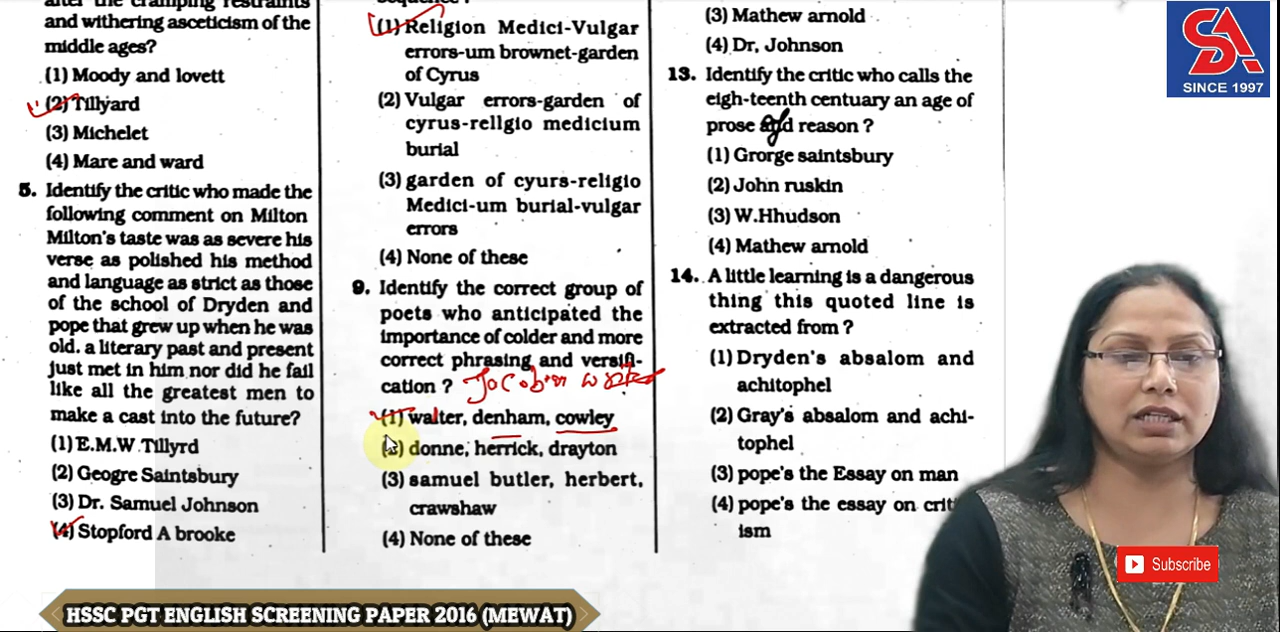 after the cramping restraints
and withering asceticism of the
middle ages?
(1) Moody and lovett
(2) Tillyard
(3) Michelet
(4) Mare and ward
5. Identify the critic who made the
following comment on Milton
Milton's taste was as severe his
verse as polished his method
and language as strict as those
of the school of Dryden and
pope that grew up when he was
old. a literary past and present
just met in him nor did he fail
like all the greatest men to
make a cast into the future?
(1) E.M.W Tillyrd
(2) Geogre Saintsbury
(3) Dr. Samuel Johnson
(4) Stopford A brooke
sequence ?
(1) Religion Medici-Vulgar
errors-um brownet-garden
of Cyrus
(2) Vulgar errors-garden of
cyrus-rellgio medicium
burial
(3) garden of cyurs-religio
Medici-um burial-vulgar
errors
(4) None of these
9. Identify the correct group of
poets who anticipated the
importance of colder and more
correct phrasing and versifi-
cation ?
(1) walter, denham, cowley
(2) donne, herrick, drayton
(3) samuel butler, herbert,
crawshaw
(4) None of these
(3) Mathew arnold
(4) Dr, Johnson
13. Identify the critic who calls the
eigh-teenth centuary an age of
prose and reason ?
(1) Grorge saintsbury
(2) John ruskin
(3) W.Hhudson
(4) Mathew arnold
14. A little learning is a dangerous
thing this quoted line is
extracted from ?
(1) Dryden's absalom and
achitophel
(2) Gray's absalom and achi-
tophel
(3) pope's the Essay on man
(4) pope's the essay on crit
ism
SA
SINCE 1997
Subscribe
HSSC PGT ENGLISH SCREENING PAPER 2016 (MEWAT)